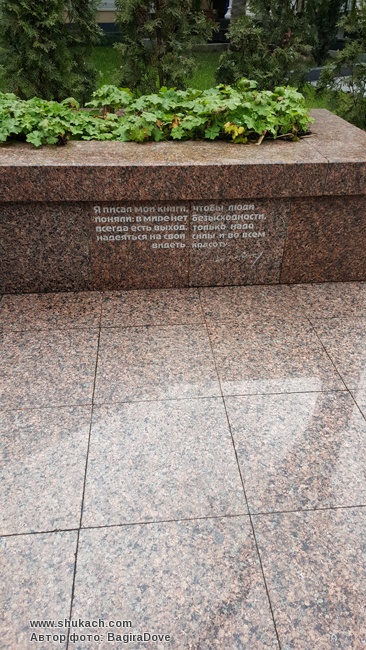 Я писал мои книги, чтобы люди
поняли: в мире нет безысходности,
всегда есть выход, только надо
надеяться на свои силы и во всем
видеть красоту
www.shukach.com
Автор фото: BagiraDove